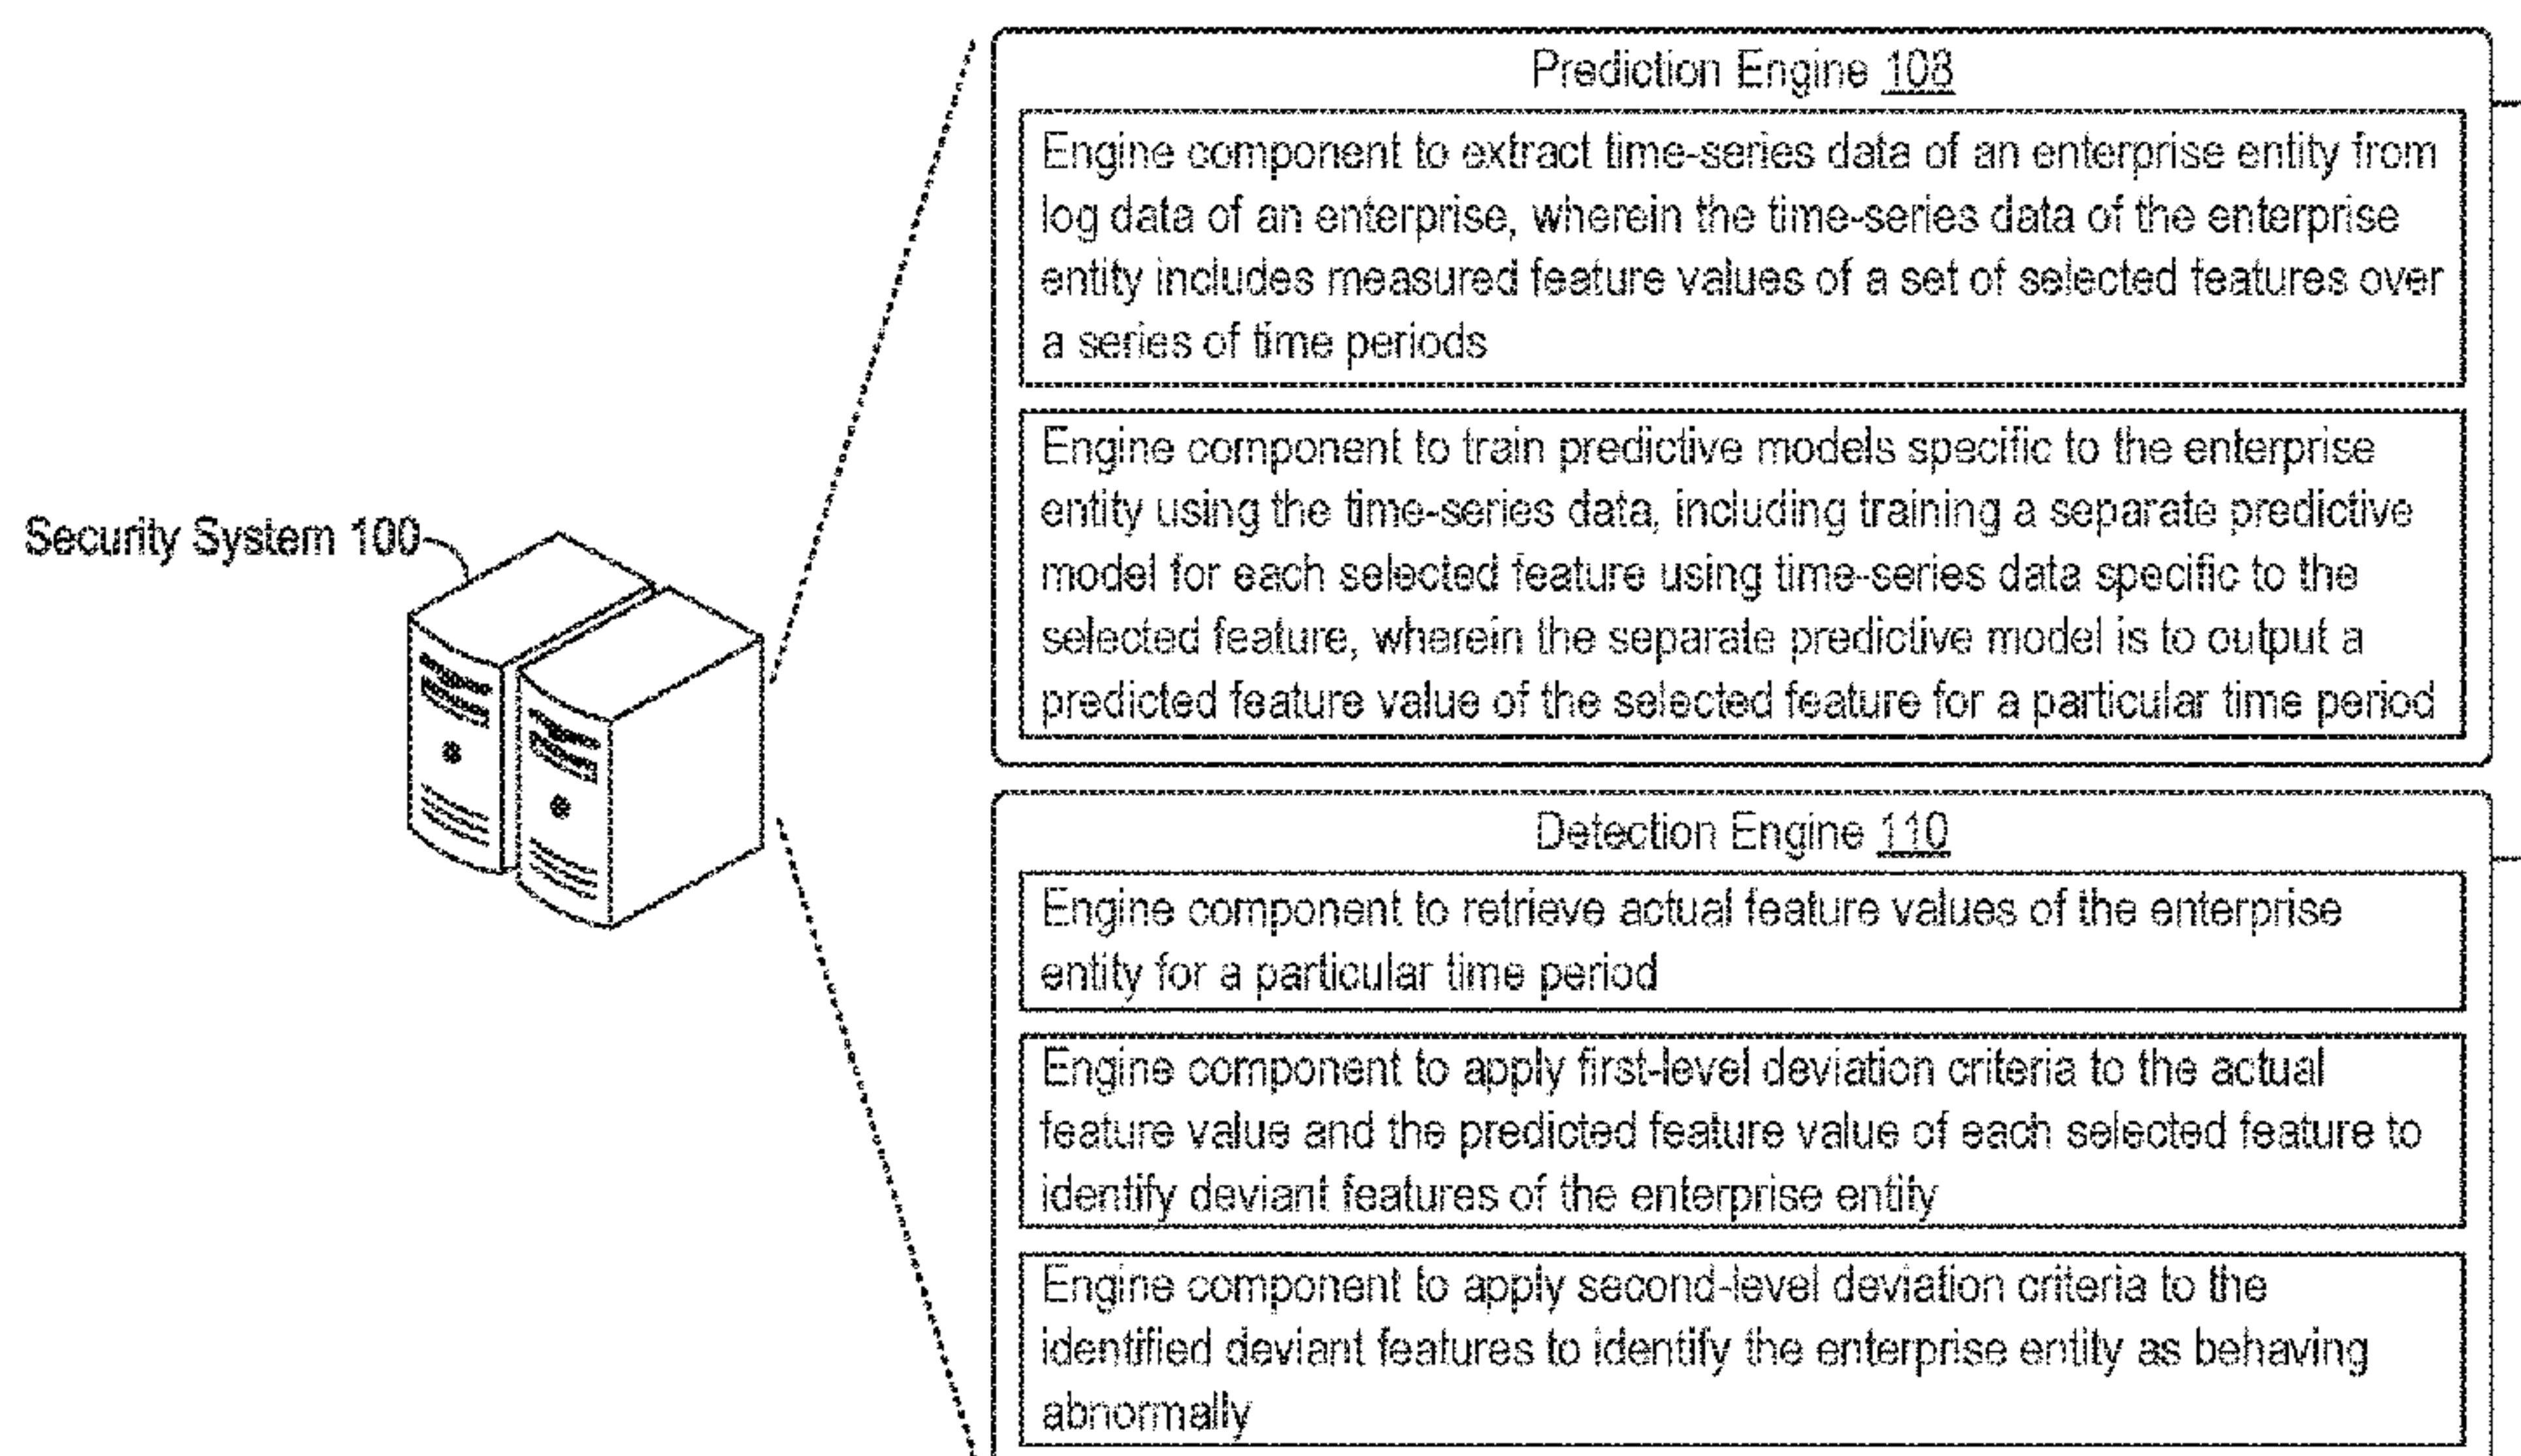 Prediction Engine 108
Engine component to extract time-series data of an enterprise entity from
log data of an enterprise, wherein the time-series data of the enterprise
entity includes measured feature values of a set of selected features over
a series of time periods
Engine component to train predictive models specific to the enterprise
entity using the time-series data, including training a separate predictive
model for each selected feature using time-series data specific to the
selected feature, wherein the separate predictive model is to output a
predicted feature value of the selected feature for a particular time period
Security System 100
Detection Engine 110
Engine component to retrieve actual feature values of the enterprise
entity for a particular time period
Engine component to apply first-level deviation criteria to the actual
feature value and the predicted feature value of each selected feature to
identify deviant features of the enterprise entity
Engine component to apply second-level deviation criteria to the
identified deviant features to identify the enterprise entity as behaving
abnormally